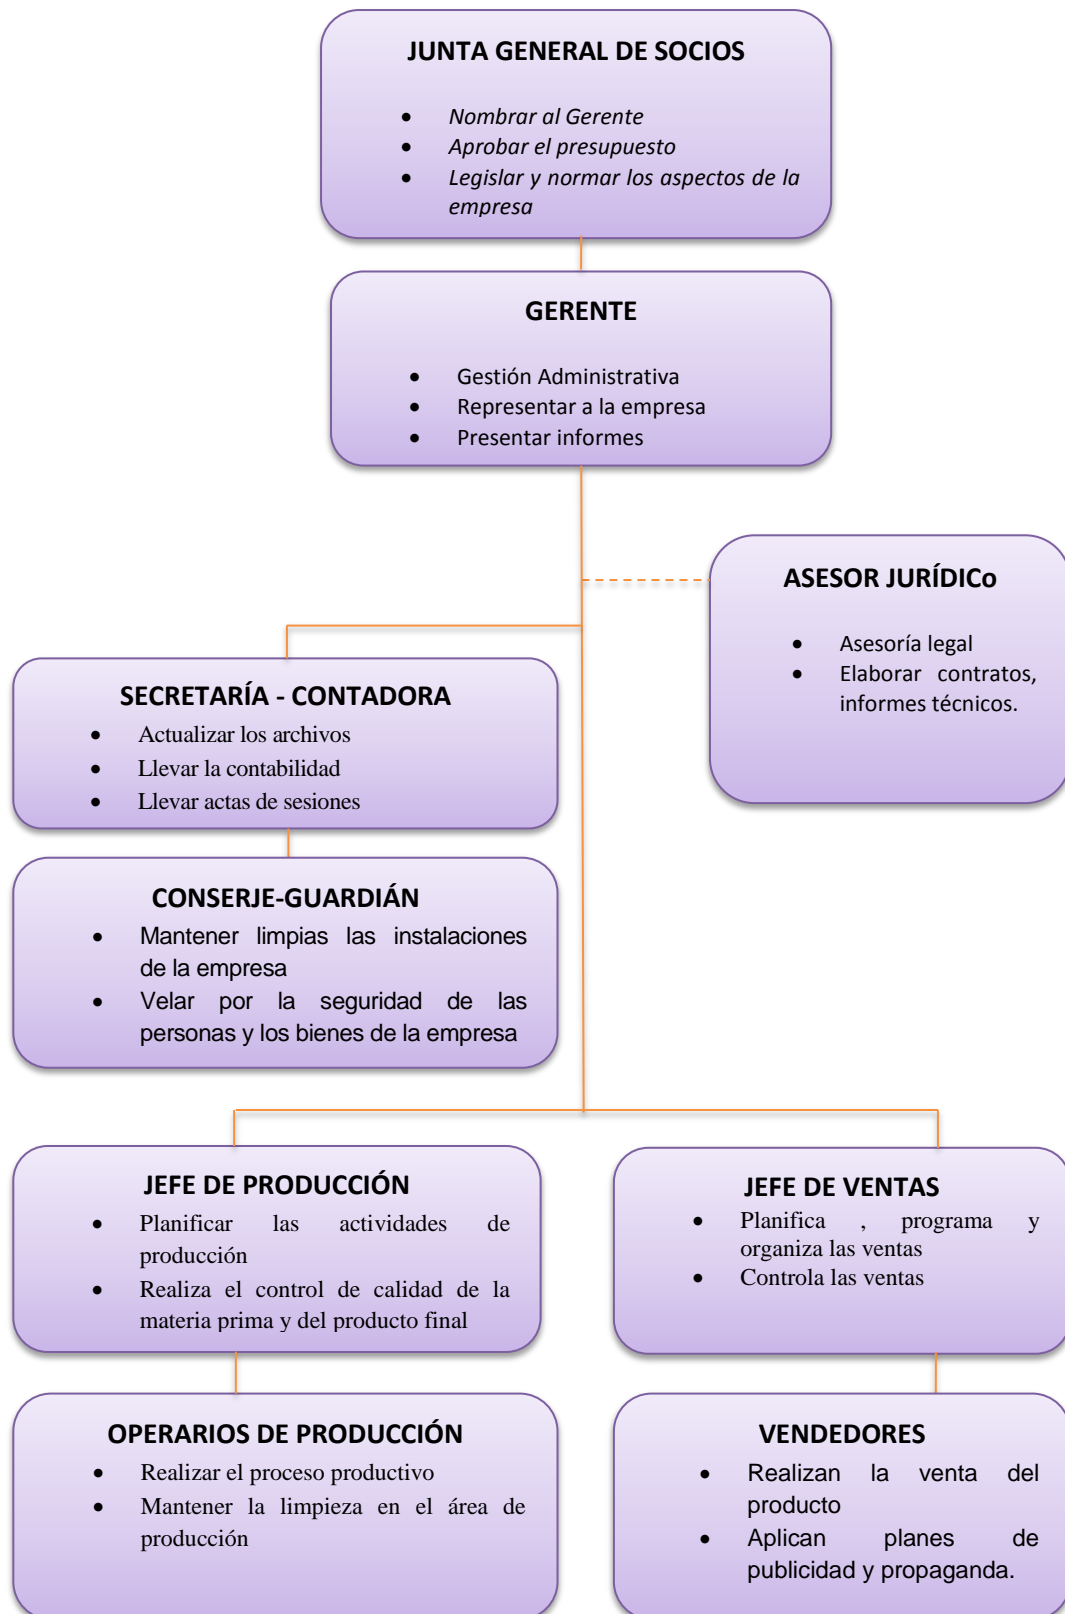 JUNTA GENERAL DE SOCIOS
• Nombrar al Gerente
• Aprobar el presupuesto
• Legislar y normar los aspectos de la
empresa
GERENTE
• Gestión Administrativa
• Representar a la empresa
• Presentar informes
ASESOR JURÍDICo
• Asesoría legal
• Elaborar contratos,
informes técnicos.
SECRETARÍA - CONTADORA
• Actualizar los archivos
• Llevar la contabilidad
• Llevar actas de sesiones
CONSERJE-GUARDIÁN
• Mantener limpias las instalaciones
de la empresa
• Velar por la seguridad de las
personas y los bienes de la empresa
JEFE DE PRODUCCIÓN
• Planificar las actividades de
producción
• Realiza el control de calidad de la
materia prima y del producto final
JEFE DE VENTAS
• Planifica , programa y
organiza las ventas
• Controla las ventas
OPERARIOS DE PRODUCCIÓN
• Realizar el proceso productivo
• Mantener la limpieza en el área de
producción
VENDEDORES
• Realizan la venta del
producto
• Aplican planes de
publicidad y propaganda.